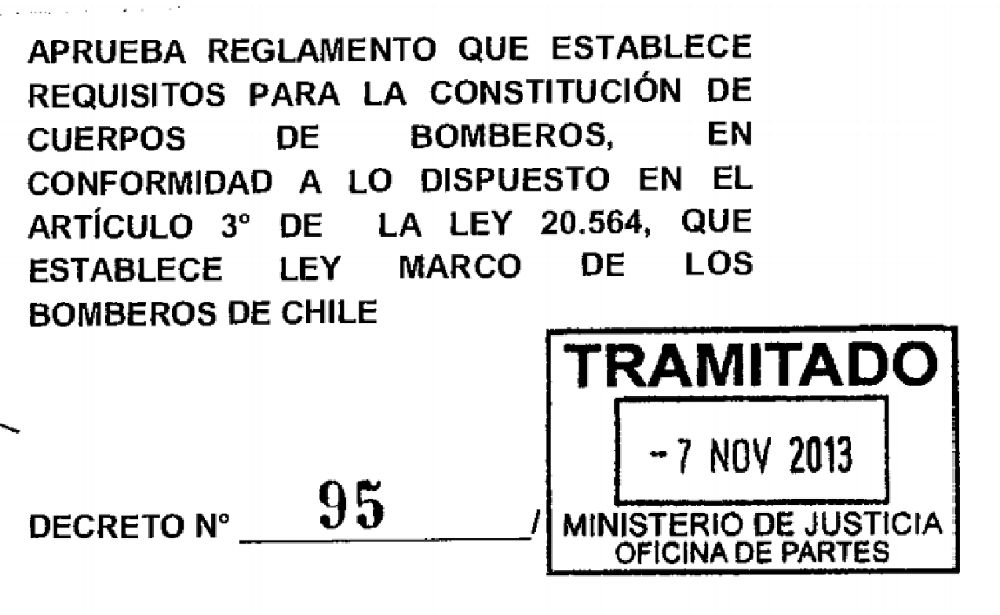 APRUEBA REGLAMENTO QUE ESTABLECE
REQUISITOS PARA LA CONSTITUCIÓN DE
CUERPOS DE BOMBEROS, EN
CONFORMIDAD A LO DISPUESTO EN EL
ARTÍCULO 3° DE LA LEY 20.564, QUE
ESTABLECE LEY MARCO DE LOS
BOMBEROS DE CHILE
TRAMITADO
-7 NOV 2013
MINISTERIO DE JUSTICIA
OFICINA DE PARTES
DECRETO N° 95 /